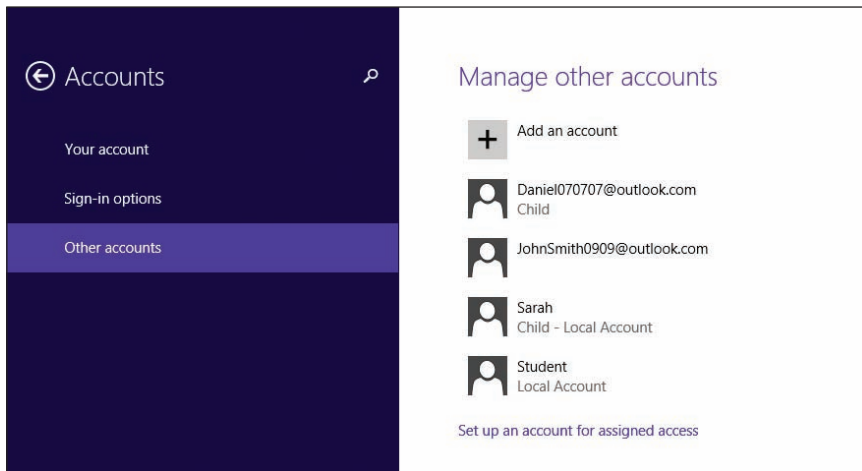 Accounts
Your account
Sign-in options
Other accounts
Manage other accounts
Add an account
Daniel070707@outlook.com
Child
JohnSmith0909@outlook.com
Sarah
Child - Local Account
Student
Local Account
Set up an account for assigned access